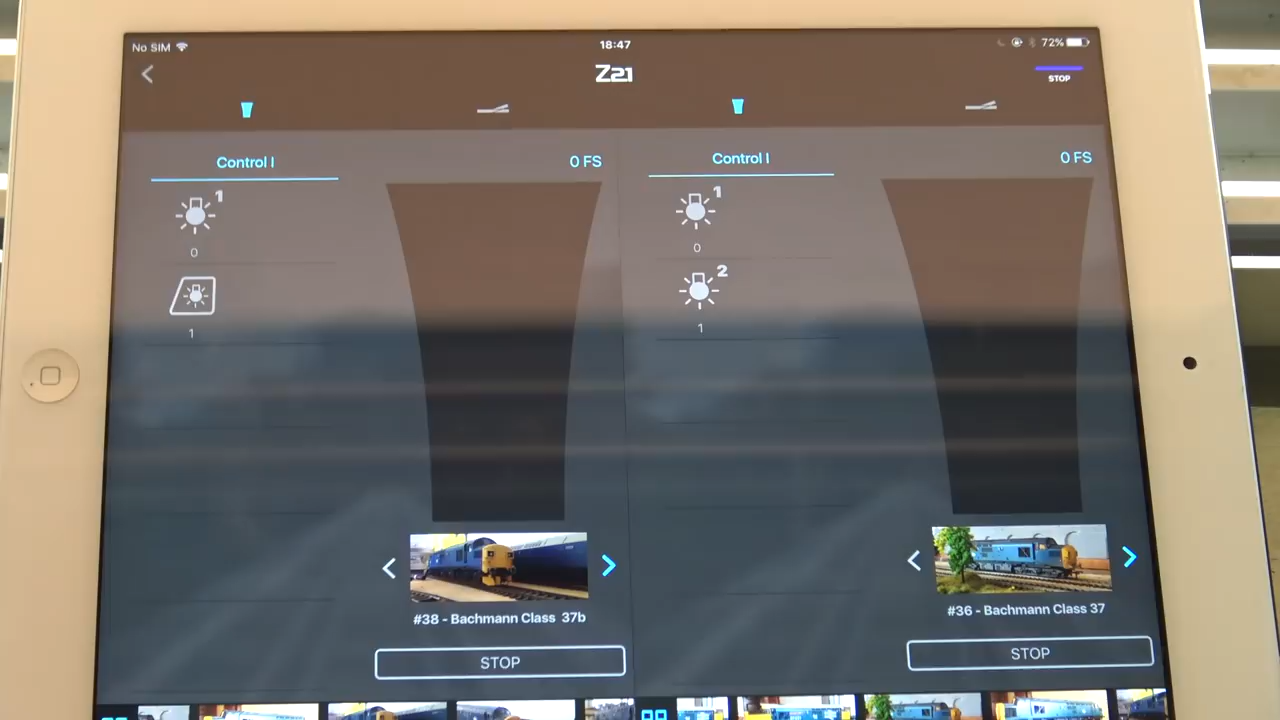 No SIM 18:47 72%
Z21
STOP
Control I 0 FS
1
0
1
#38 - Bachmann Class 37b
STOP
Control I 0 FS
1
0
2
1
#36 - Bachmann Class 37
STOP